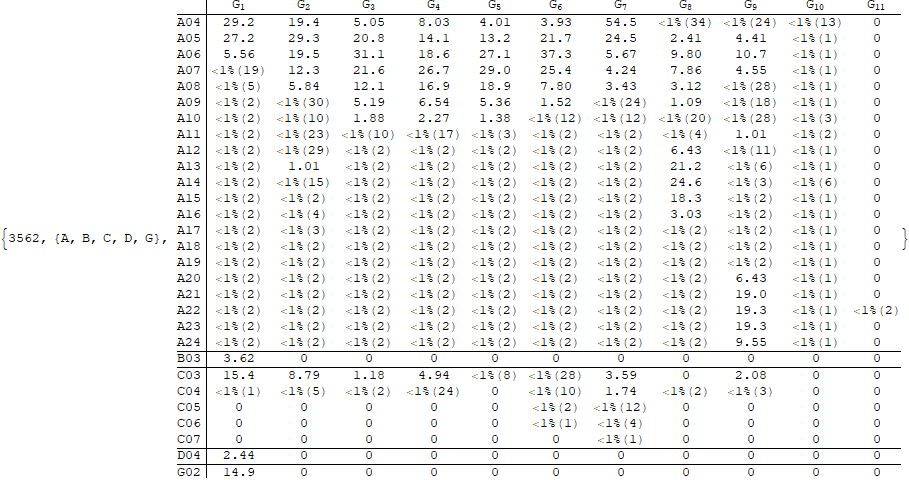 G1 G2 G3 G4 G5 G6 G7 G8 G9 G10 G11
A04 29.2 19.4 5.05 8.03 4.01 3.93 54.5 <1%(34) <1%(24) <1%(13) 0
A05 27.2 29.3 20.8 14.1 13.2 21.7 24.5 2.41 4.41 <1%(1) 0
A06 5.56 19.5 31.1 18.6 27.1 37.3 5.67 9.80 10.7 <1%(1) 0
A07 <1%(19) 12.3 21.6 26.7 29.0 25.4 4.24 7.86 4.55 <1%(1) 0
A08 <1%(5) 5.84 12.1 16.9 18.9 7.80 3.43 3.12 <1%(28) <1%(1) 0
A09 <1%(2) <1%(30) 5.19 6.54 5.36 1.52 <1%(24) 1.09 <1%(18) <1%(1) 0
A10 <1%(2) <1%(10) 1.88 2.27 1.38 <1%(12) <1%(12) <1%(20) <1%(28) <1%(3) 0
A11 <1%(2) <1%(23) <1%(10) <1%(17) <1%(3) <1%(2) <1%(2) <1%(4) 1.01 <1%(2) 0
A12 <1%(2) <1%(29) <1%(2) <1%(2) <1%(2) <1%(2) <1%(2) 6.43 <1%(11) <1%(1) 0
A13 <1%(2) 1.01 <1%(2) <1%(2) <1%(2) <1%(2) <1%(2) 21.2 <1%(6) <1%(1) 0
A14 <1%(2) <1%(15) <1%(2) <1%(2) <1%(2) <1%(2) <1%(2) 24.6 <1%(3) <1%(6) 0
A15 <1%(2) <1%(2) <1%(2) <1%(2) <1%(2) <1%(2) <1%(2) 18.3 <1%(2) <1%(1) 0
A16 <1%(2) <1%(4) <1%(2) <1%(2) <1%(2) <1%(2) <1%(2) 3.03 <1%(2) <1%(1) 0
A17 <1%(2) <1%(3) <1%(2) <1%(2) <1%(2) <1%(2) <1%(2) <1%(2) <1%(2) <1%(1) 0
{3562, {A, B, C, D, G}, }
A18 <1%(2) <1%(2) <1%(2) <1%(2) <1%(2) <1%(2) <1%(2) <1%(2) <1%(2) <1%(1) 0
A19 <1%(2) <1%(2) <1%(2) <1%(2) <1%(2) <1%(2) <1%(2) <1%(2) <1%(2) <1%(1) 0
A20 <1%(2) <1%(2) <1%(2) <1%(2) <1%(2) <1%(2) <1%(2) <1%(2) 6.43 <1%(1) 0
A21 <1%(2) <1%(2) <1%(2) <1%(2) <1%(2) <1%(2) <1%(2) <1%(2) 19.0 <1%(1) 0
A22 <1%(2) <1%(2) <1%(2) <1%(2) <1%(2) <1%(2) <1%(2) <1%(2) 19.3 <1%(1) <1%(2)
A23 <1%(2) <1%(2) <1%(2) <1%(2) <1%(2) <1%(2) <1%(2) <1%(2) 19.3 <1%(1) 0
A24 <1%(2) <1%(2) <1%(2) <1%(2) <1%(2) <1%(2) <1%(2) <1%(2) 9.55 <1%(1) 0
B03 3.62 0 0 0 0 0 0 0 0 0 0
C03 15.4 8.79 1.18 4.94 <1%(8) <1%(28) 3.59 0 2.08 0 0
C04 <1%(1) <1%(5) <1%(2) <1%(24) 0 <1%(10) 1.74 <1%(2) <1%(3) 0 0
C05 0 0 0 0 0 <1%(2) <1%(12) 0 0 0 0
C06 0 0 0 0 0 <1%(1) <1%(4) 0 0 0 0
C07 0 0 0 0 0 0 <1%(1) 0 0 0 0
D04 2.44 0 0 0 0 0 0 0 0 0 0
G02 14.9 0 0 0 0 0 0 0 0 0 0